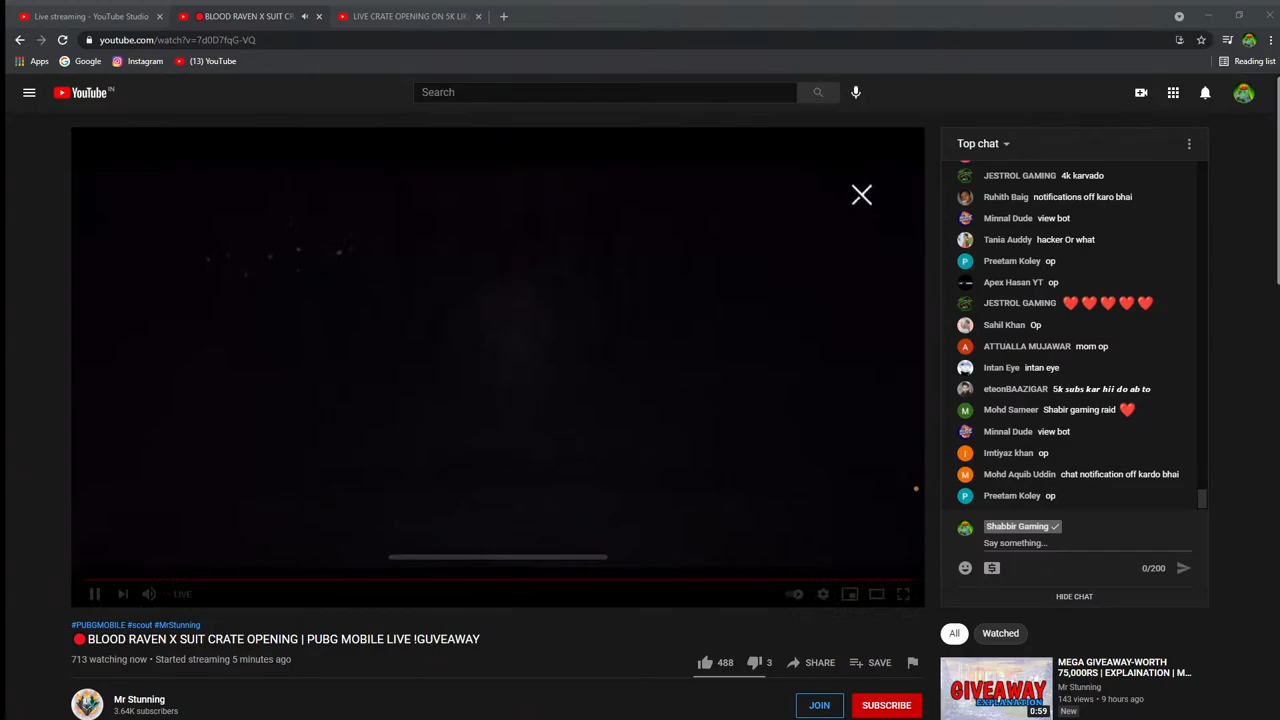 Live streaming - YouTube Studio
🔴BLOOD RAVEN X SUIT CR
LIVE CRATE OPENING ON 5K LIK
youtube.com/watch?v=7d0D7fqG-VQ
Apps
Google
Instagram
(13) YouTube
Reading list
YouTube IN
Search
Top chat
JESTROL GAMING 4k karvado
Ruhith Baig notifications off karo bhai
Minnal Dude view bot
Tania Auddy hacker Or what
Preetam Koley op
Apex Hasan YT op
JESTROL GAMING ❤️❤️❤️❤️❤️
Sahil Khan Op
ATTUALLA MUJAWAR mom op
Intan Eye intan eye
eteonBAAZIGAR 5k subs kar hii do ab to
Mohd Sameer Shabir gaming raid ❤️
Minnal Dude view bot
Imtiyaz khan op
Mohd Aquib Uddin chat notification off kardo bhai
Preetam Koley op
Shabbir Gaming ✓
Say something...
0/200
HIDE CHAT
LIVE
#PUBGMOBILE #scout #MrStunning
🔴BLOOD RAVEN X SUIT CRATE OPENING | PUBG MOBILE LIVE !GUVEAWAY
713 watching now • Started streaming 5 minutes ago
488
3
SHARE
SAVE
Mr Stunning
3.64K subscribers
JOIN
SUBSCRIBE
All
Watched
GIVEAWAY
EXPLANATION
0:59
MEGA GIVEAWAY-WORTH
75,000RS | EXPLAINATION | M...
Mr Stunning
143 views • 9 hours ago
New